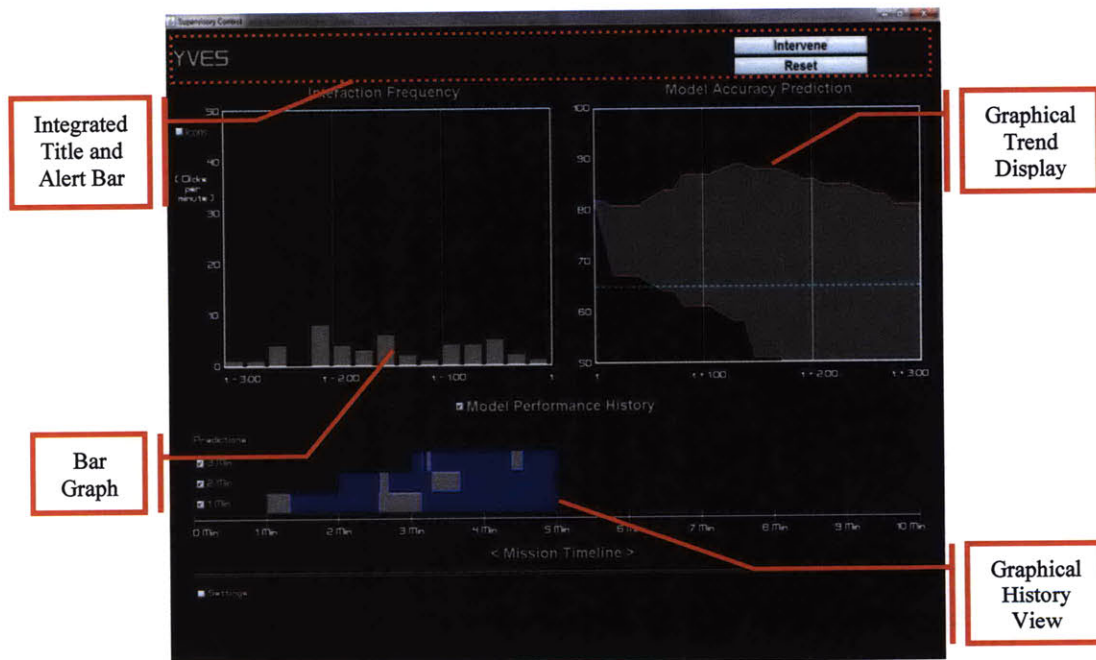 Supervisory Control
YVES
Intervene
Reset
Integrated
Title and
Alert Bar
Interaction Frequency
Model Accuracy Prediction
Graphical
Trend
Display
50
40
30
20
10
0
Icons
(Clicks
per
minute)
t - 300
t - 200
t - 100
t
100
90
80
70
60
50
t
t + 100
t + 200
t + 300
Model Performance History
Bar
Graph
Predictions
3 Min
2 Min
1 Min
0 Min
1 Min
2 Min
3 Min
4 Min
5 Min
6 Min
7 Min
8 Min
9 Min
10 Min
< Mission Timeline >
Settings
Graphical
History
View